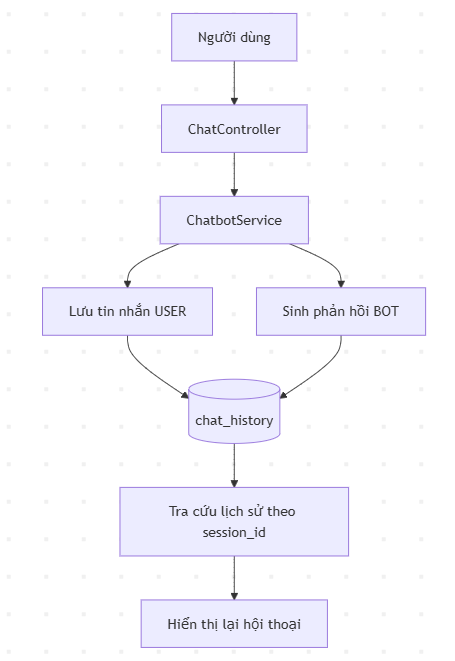 Người dùng
ChatController
ChatbotService
Lưu tin nhắn USER
Sinh phản hồi BOT
chat_history
Tra cứu lịch sử theo
session_id
Hiển thị lại hội thoại